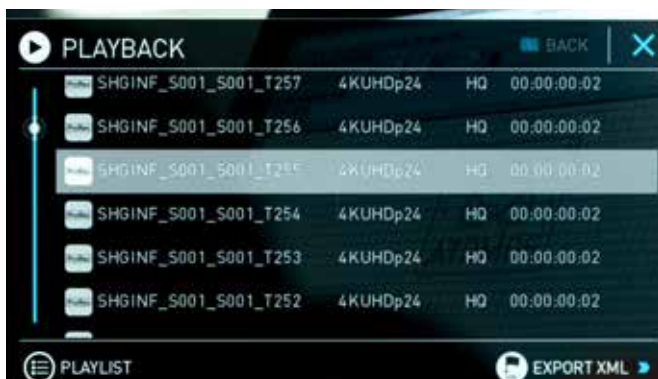 PLAYBACK BACK
SHGINF_S001_S001_T257 4KUHDp24 HQ 00:00:00:02
SHGINF_S001_S001_T256 4KUHDp24 HQ 00:00:00:02
SHGINF_S001_S001_T255 4KUHDp24 HQ 00:00:00:02
SHGINF_S001_S001_T254 4KUHDp24 HQ 00:00:00:02
SHGINF_S001_S001_T253 4KUHDp24 HQ 00:00:00:02
SHGINF_S001_S001_T252 4KUHDp24 HQ 00:00:00:02
PLAYLIST EXPORT XML